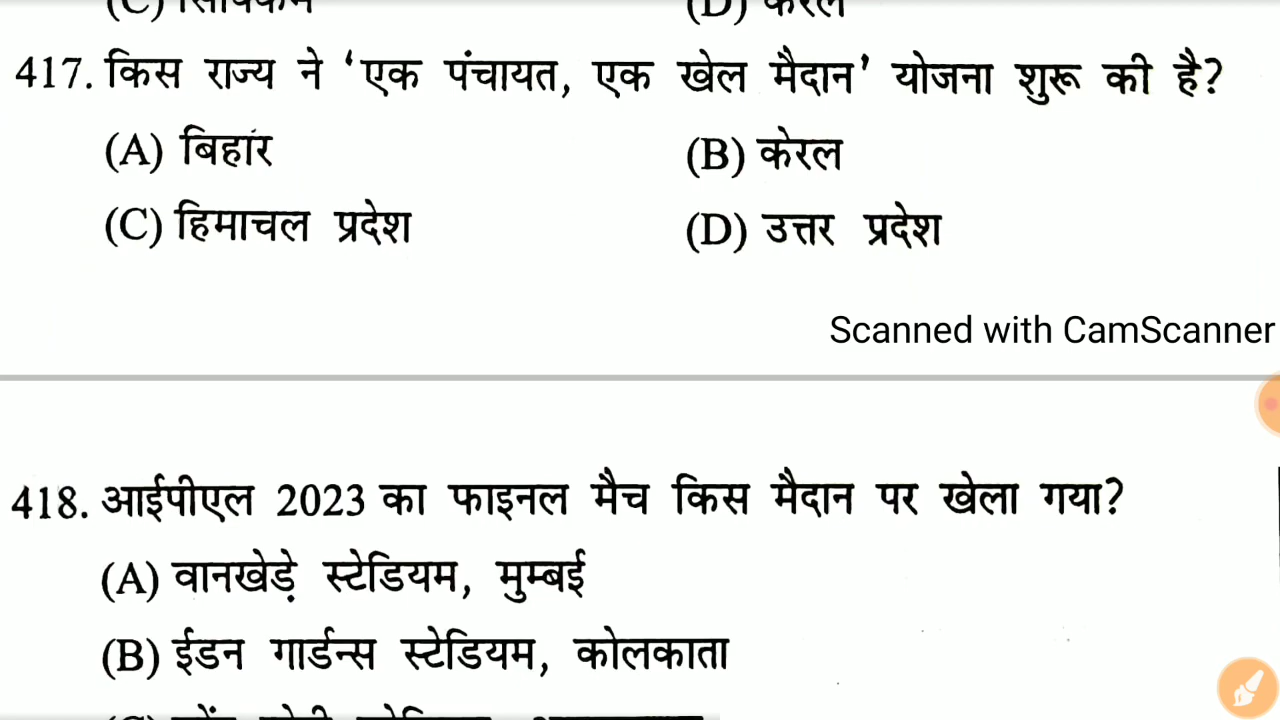 417. किस राज्य ने ‘एक पंचायत, एक खेल मैदान’ योजना शुरू की है?
(A) बिहार
(B) केरल
(C) हिमाचल प्रदेश
(D) उत्तर प्रदेश
Scanned with CamScanner
418. आईपीएल 2023 का फाइनल मैच किस मैदान पर खेला गया?
(A) वानखेड़े स्टेडियम, मुम्बई
(B) ईडन गार्डन्स स्टेडियम, कोलकाता